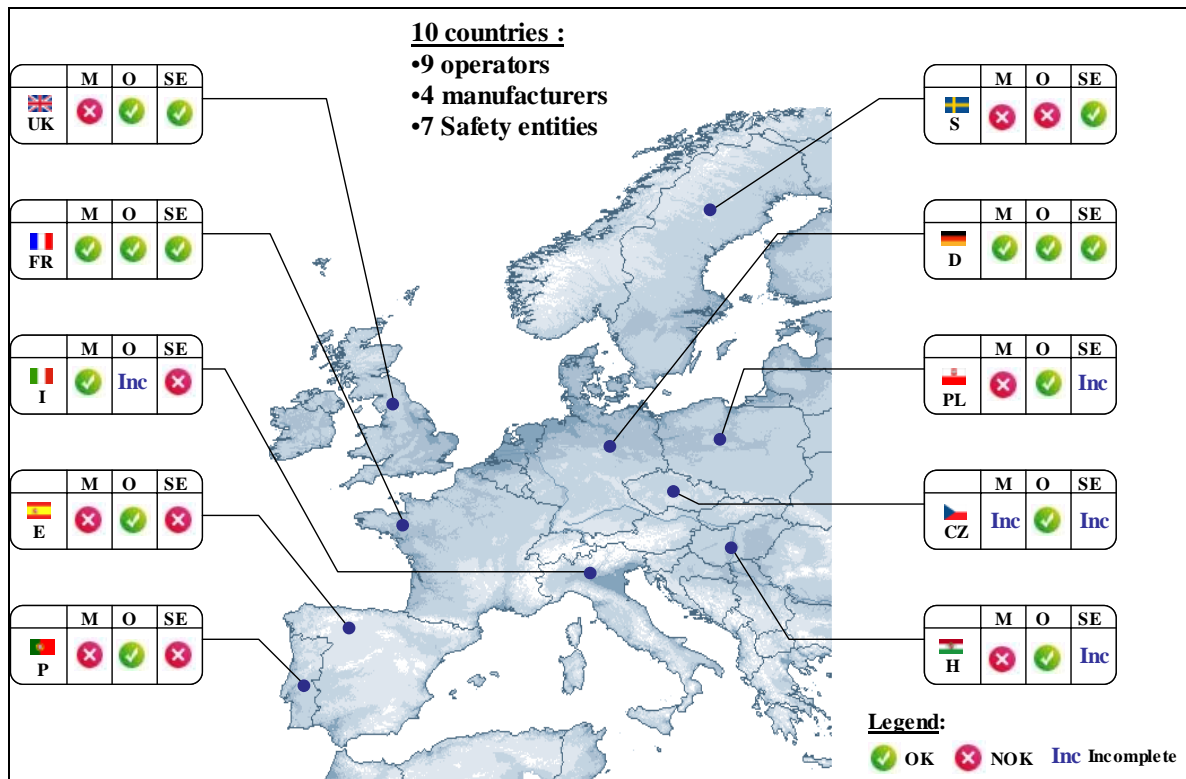 10 countries :
•9 operators
•4 manufacturers
•7 Safety entities
M O SE
UK
M O SE
FR
M O SE
I Inc
M O SE
E
M O SE
P
M O SE
S
M O SE
D
M O SE
PL Inc
M O SE
CZ Inc Inc
M O SE
H Inc
Legend:
OK NOK Inc Incomplete